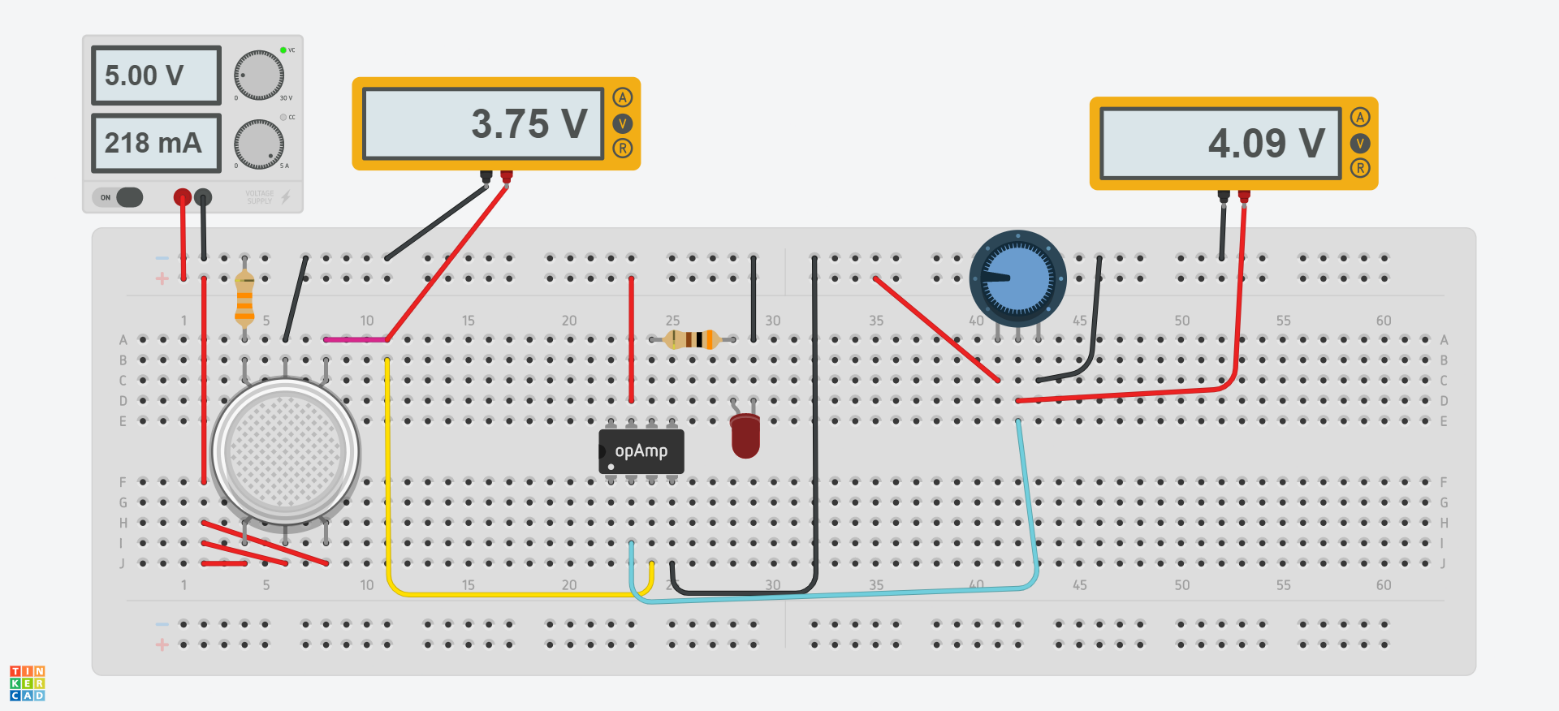 5.00 V
VC
0
30 V
218 mA
CC
0
5 A
ON
VOLTAGE
SUPPLY
3.75 V
A
V
R
4.09 V
A
V
R
− +
1 5 10 15 20 25 30 35 40 45 50 55 60
A A
B B
C C
D D
E E
opAmp
F F
G G
H H
I I
J J
1 5 10 15 20 25 30 35 40 45 50 55 60
− +
TIN
KER
CAD